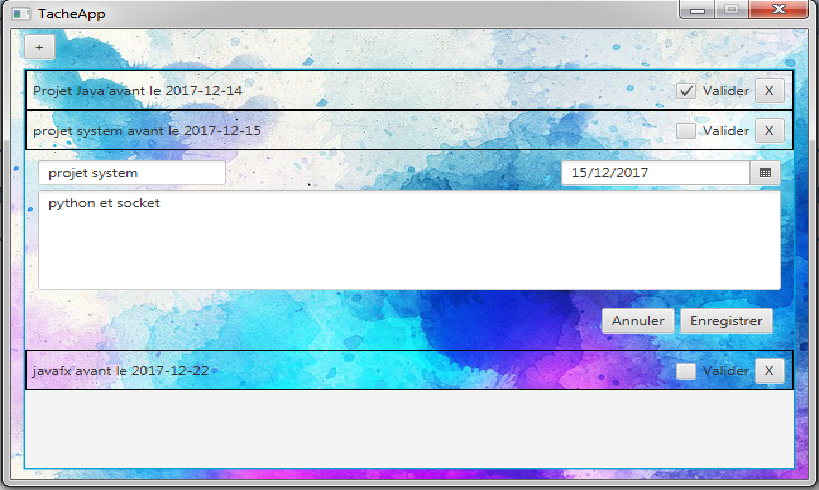 TacheApp
+
Projet Java avant le 2017-12-14 Valider X
projet system avant le 2017-12-15 Valider X
projet system 15/12/2017
python et socket
Annuler Enregistrer
javafx avant le 2017-12-22 Valider X